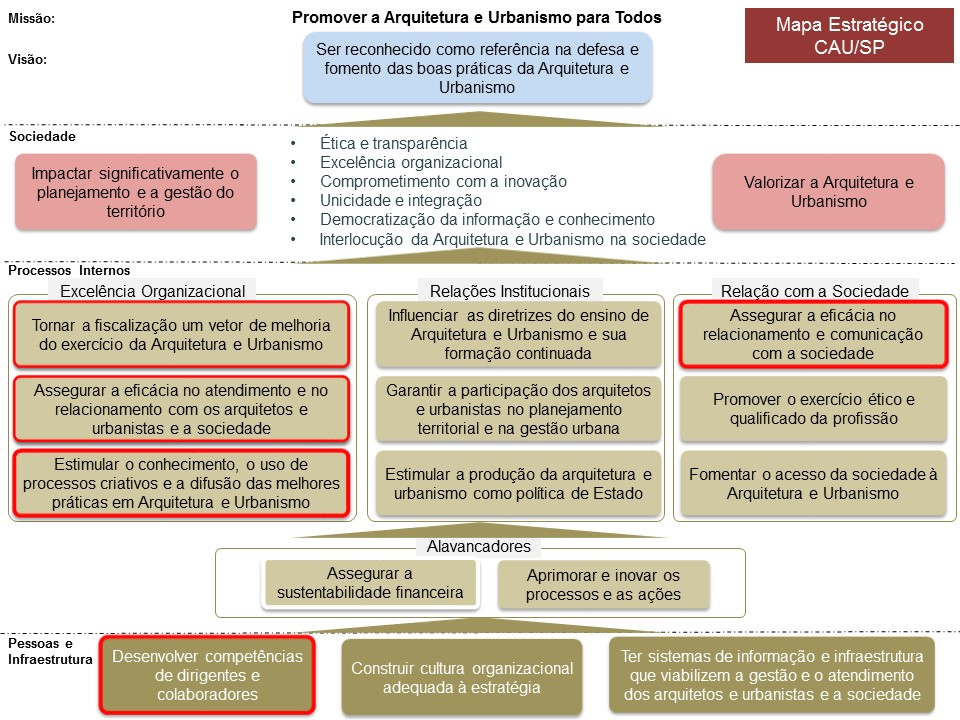 Missão:
Promover a Arquitetura e Urbanismo para Todos
Mapa Estratégico
CAU/SP
Visão:
Ser reconhecido como referência na defesa e
fomento das boas práticas da Arquitetura e
Urbanismo
Sociedade
Impactar significativamente o
planejamento e a gestão do
território
• Ética e transparência
• Excelência organizacional
• Comprometimento com a inovação
• Unicidade e integração
• Democratização da informação e conhecimento
• Interlocução da Arquitetura e Urbanismo na sociedade
Valorizar a Arquitetura e
Urbanismo
Processos Internos
Excelência Organizacional
Tornar a fiscalização um vetor de melhoria
do exercício da Arquitetura e Urbanismo
Assegurar a eficácia no atendimento e no
relacionamento com os arquitetos e
urbanistas e a sociedade
Estimular o conhecimento, o uso de
processos criativos e a difusão das melhores
práticas em Arquitetura e Urbanismo
Relações Institucionais
Influenciar as diretrizes do ensino de
Arquitetura e Urbanismo e sua
formação continuada
Garantir a participação dos arquitetos
e urbanistas no planejamento
territorial e na gestão urbana
Estimular a produção da arquitetura e
urbanismo como política de Estado
Relação com a Sociedade
Assegurar a eficácia no
relacionamento e comunicação
com a sociedade
Promover o exercício ético e
qualificado da profissão
Fomentar o acesso da sociedade à
Arquitetura e Urbanismo
Alavancadores
Assegurar a
sustentabilidade financeira
Aprimorar e inovar os
processos e as ações
Pessoas e
Infraestrutura
Desenvolver competências
de dirigentes e
colaboradores
Construir cultura organizacional
adequada à estratégia
Ter sistemas de informação e infraestrutura
que viabilizem a gestão e o atendimento
dos arquitetos e urbanistas e a sociedade